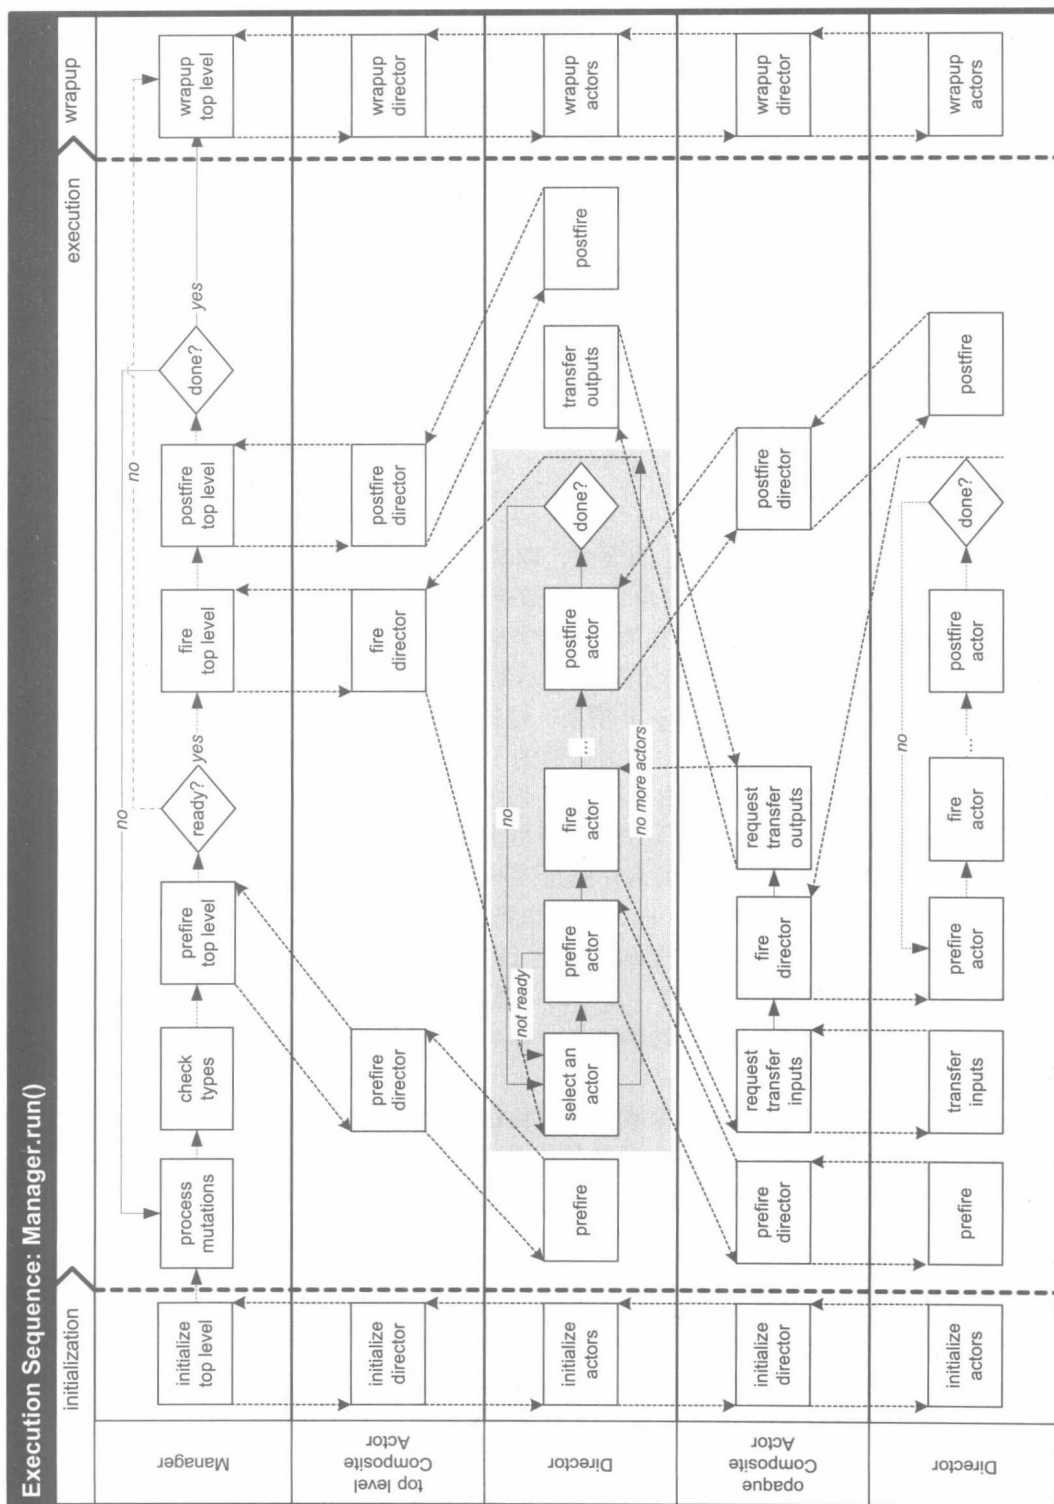 Execution Sequence: Manager.run()
initialization
execution
wrapup
Manager
initialize
top level
process
mutations
check
types
prefire
top level
ready?
yes
no
fire
top level
postfire
top level
done?
yes
no
wrapup
top level
top level
Composite
Actor
initialize
director
prefire
director
fire
director
postfire
director
wrapup
director
Director
initialize
actors
prefire
select an
actor
not ready
prefire
actor
fire
actor
no
no more actors
...
postfire
actor
done?
transfer
outputs
postfire
wrapup
actors
opaque
Composite
Actor
initialize
director
prefire
director
request
transfer
inputs
fire
director
request
transfer
outputs
postfire
director
wrapup
director
Director
initialize
actors
prefire
transfer
inputs
prefire
actor
fire
actor
...
no
postfire
actor
done?
postfire
wrapup
actors